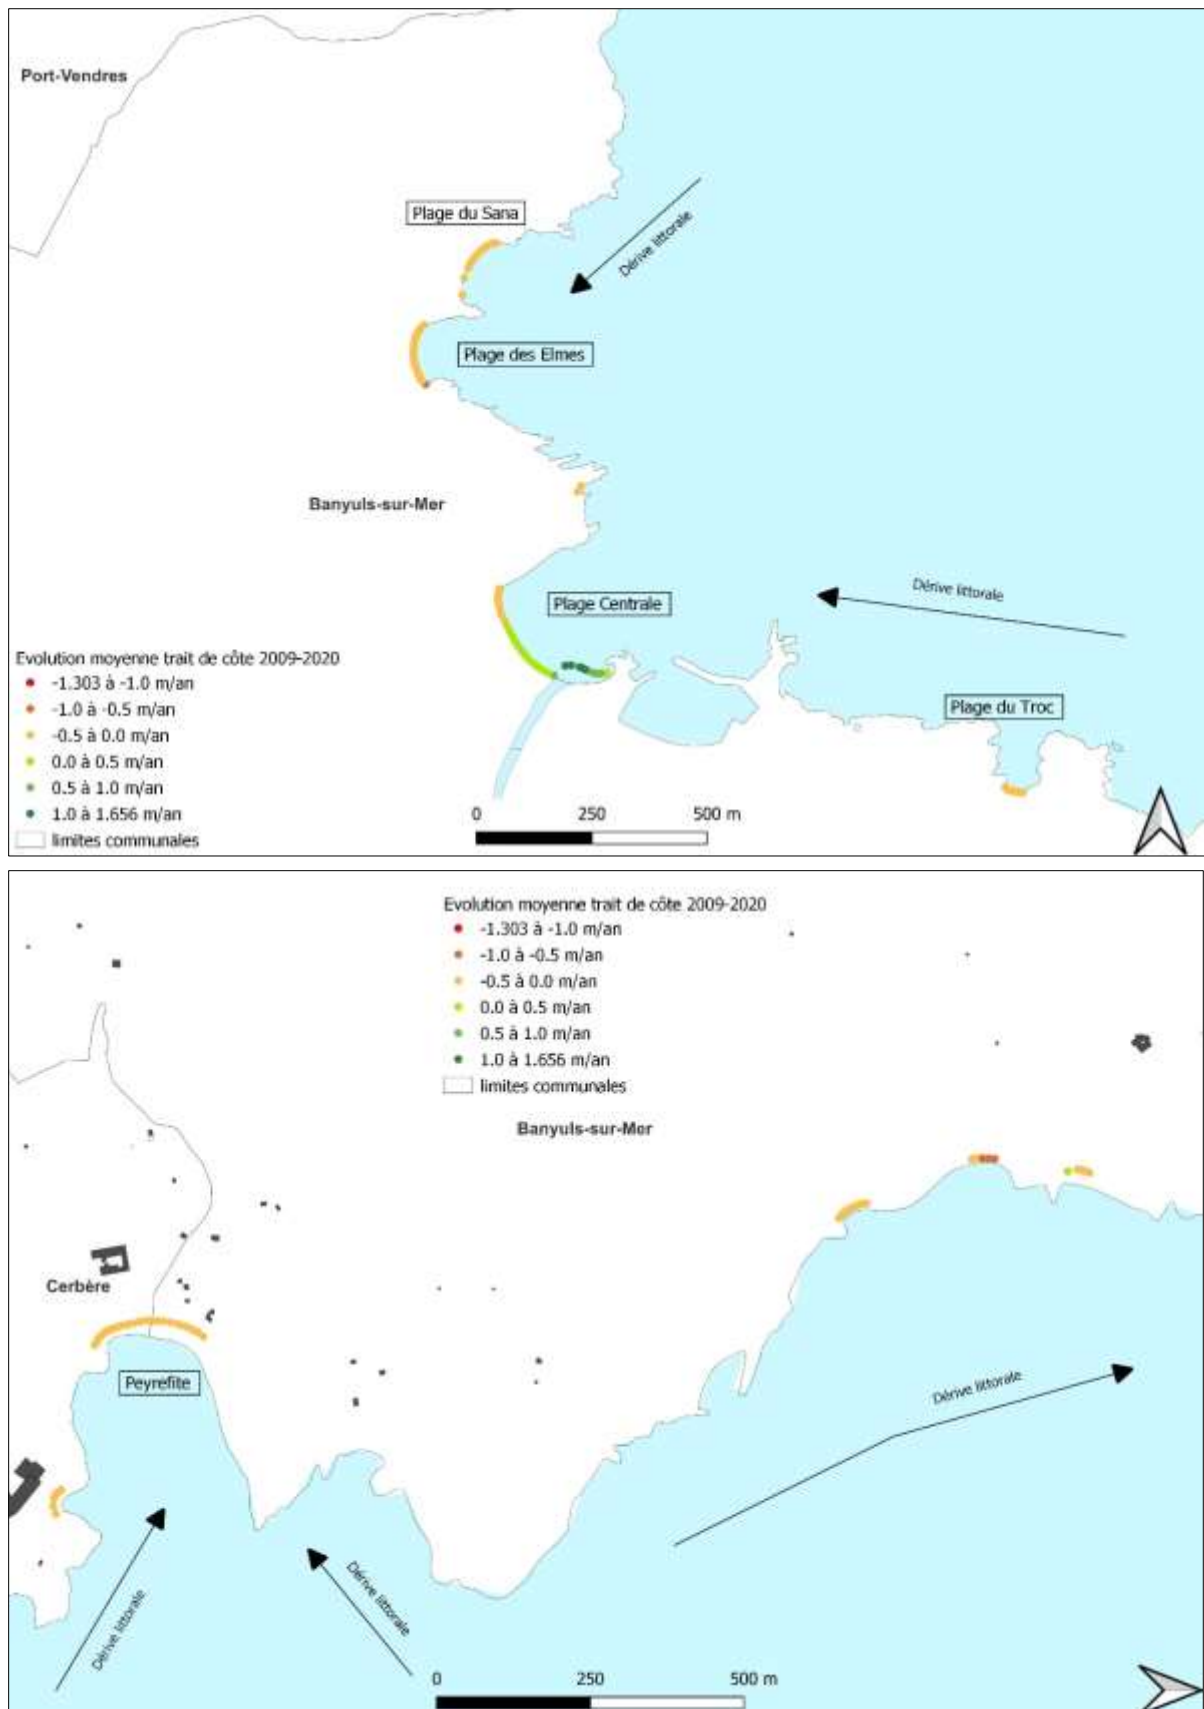 Port-Vendres
Plage du Sana
Dérive littorale
Plage des Elmes
Banyuls-sur-Mer
Dérive littorale
Plage Centrale
Plage du Troc
Evolution moyenne trait de côte 2009-2020
-1.303 à -1.0 m/an
-1.0 à -0.5 m/an
-0.5 à 0.0 m/an
0.0 à 0.5 m/an
0.5 à 1.0 m/an
1.0 à 1.656 m/an
limites communales
0 250 500 m
Evolution moyenne trait de côte 2009-2020
-1.303 à -1.0 m/an
-1.0 à -0.5 m/an
-0.5 à 0.0 m/an
0.0 à 0.5 m/an
0.5 à 1.0 m/an
1.0 à 1.656 m/an
limites communales
Banyuls-sur-Mer
Cerbère
Peyrefite
Dérive littorale
Dérive littorale
Dérive littorale
0 250 500 m